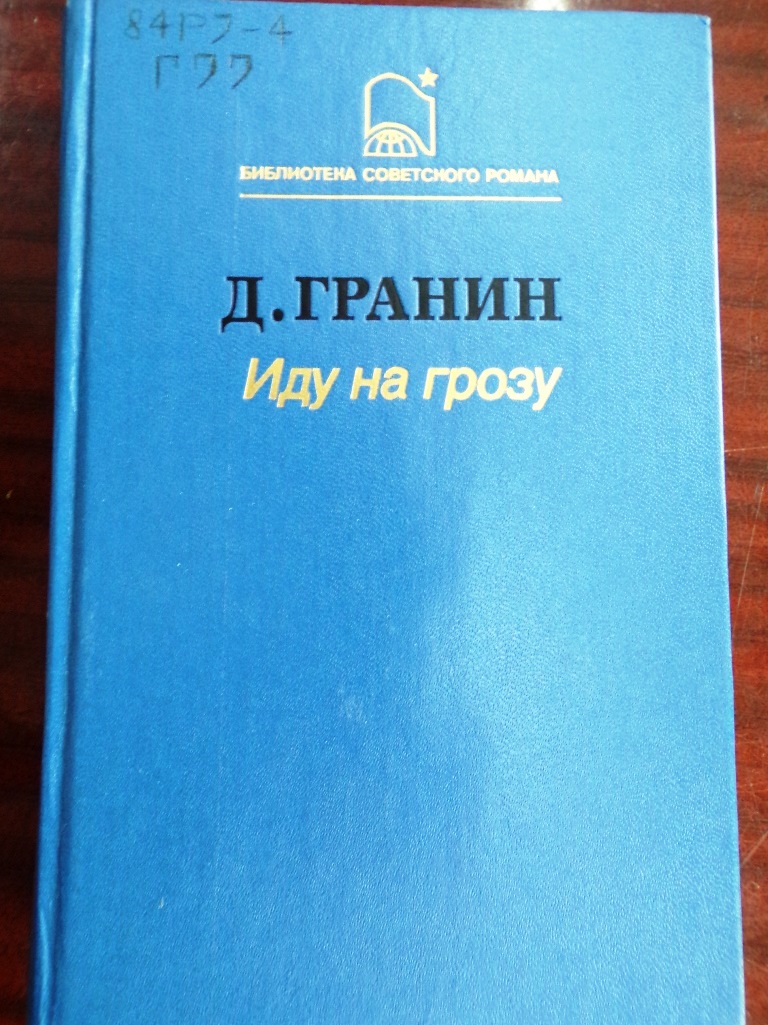 84Р7-4
Г77
БИБЛИОТЕКА СОВЕТСКОГО РОМАНА
Д.ГРАНИН
Иду на грозу